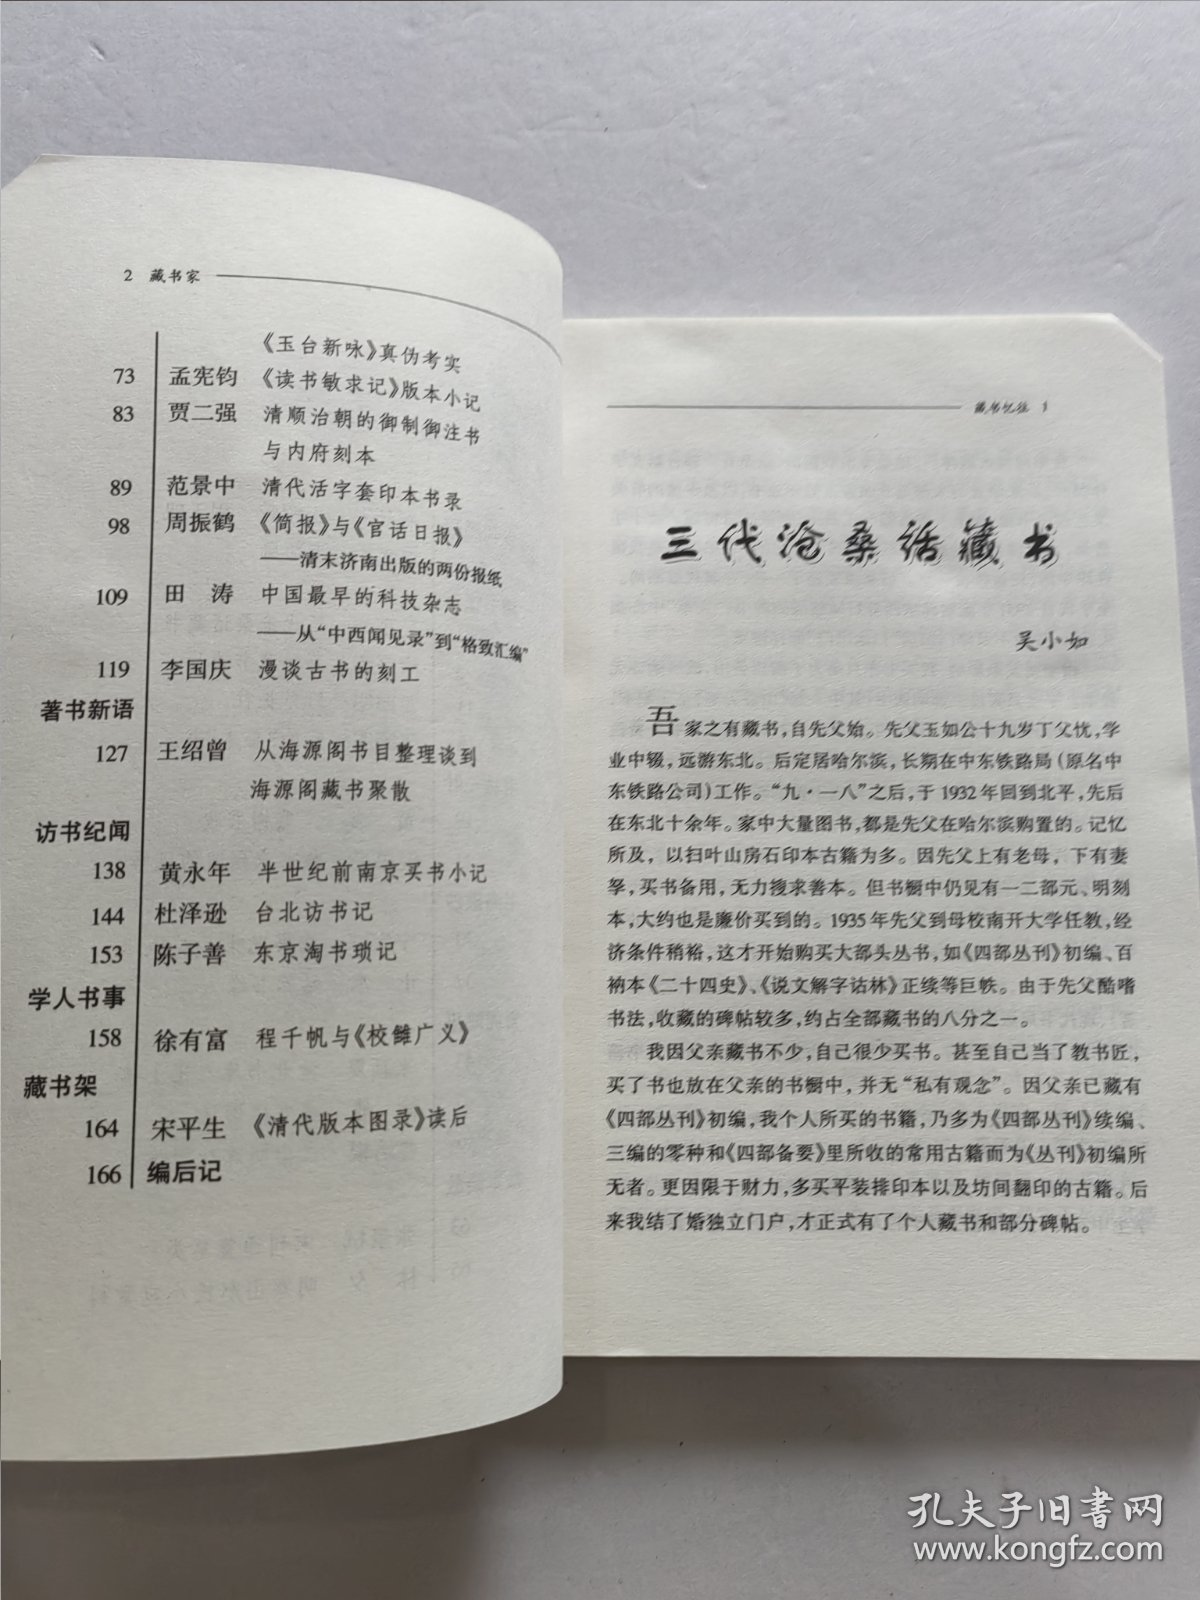 2 藏书家
《玉台新咏》真伪考实
73 孟宪钧 《读书敏求记》版本小记
83 贾二强 清顺治朝的御制御注书
与内府刻本
89 范景中 清代活字套印本书录
98 周振鹤 《简报》与《官话日报》
——清末济南出版的两份报纸
109 田 涛 中国最早的科技杂志
——从“中西闻见录”到“格致汇编”
119 李国庆 漫谈古书的刻工
著书新语
127 王绍曾 从海源阁书目整理谈到
海源阁藏书聚散
访书纪闻
138 黄永年 半世纪前南京买书小记
144 杜泽逊 台北访书记
153 陈子善 东京淘书琐记
学人书事
158 徐有富 程千帆与《校雠广义》
藏书架
164 宋平生 《清代版本图录》读后
166 编后记
藏书忆往 1
三代沧桑话藏书
吴小如
吾家之有藏书，自先父始。先父玉如公十九岁丁父忧，学
业中辍，远游东北。后定居哈尔滨，长期在中东铁路局（原名中
东铁路公司）工作。“九·一八”之后，于1932年回到北平，先后
在东北十余年。家中大量图书，都是先父在哈尔滨购置的。记忆
所及，以扫叶山房石印本古籍为多。因先父上有老母，下有妻
孥，买书备用，无力搜求善本。但书橱中仍见有一二部元、明刻
本，大约也是廉价买到的。1935年先父到母校南开大学任教，经
济条件稍裕，这才开始购买大部头丛书，如《四部丛刊》初编、百
衲本《二十四史》、《说文解字诂林》正续等巨帙。由于先父酷嗜
书法，收藏的碑帖较多，约占全部藏书的八分之一。
我因父亲藏书不少，自己很少买书。甚至自己当了教书匠，
买了书也放在父亲的书橱中，并无“私有观念”。因父亲已藏有
《四部丛刊》初编，我个人所买的书籍，乃多为《四部丛刊》续编、
三编的零种和《四部备要》里所收的常用古籍而为《丛刊》初编所
无者。更因限于财力，多买平装排印本以及坊间翻印的古籍。后
来我结了婚独立门户，才正式有了个人藏书和部分碑帖。
孔夫子旧书网
www.kongfz.com